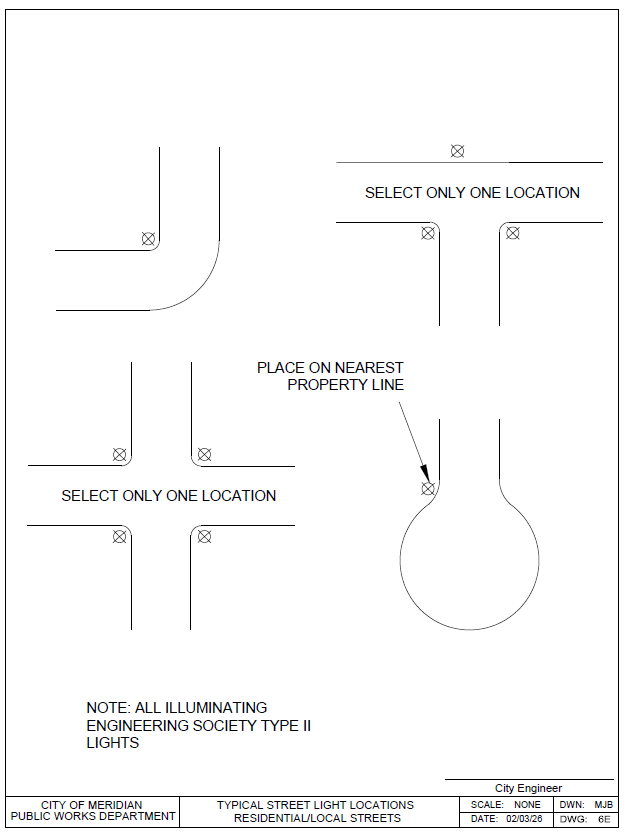 SELECT ONLY ONE LOCATION
PLACE ON NEAREST
PROPERTY LINE
SELECT ONLY ONE LOCATION
NOTE: ALL ILLUMINATING
ENGINEERING SOCIETY TYPE II
LIGHTS
City Engineer
CITY OF MERIDIAN
PUBLIC WORKS DEPARTMENT
TYPICAL STREET LIGHT LOCATIONS
RESIDENTIAL/LOCAL STREETS
SCALE: NONE
DWN: MJB
DATE: 02/03/26
DWG: 6E